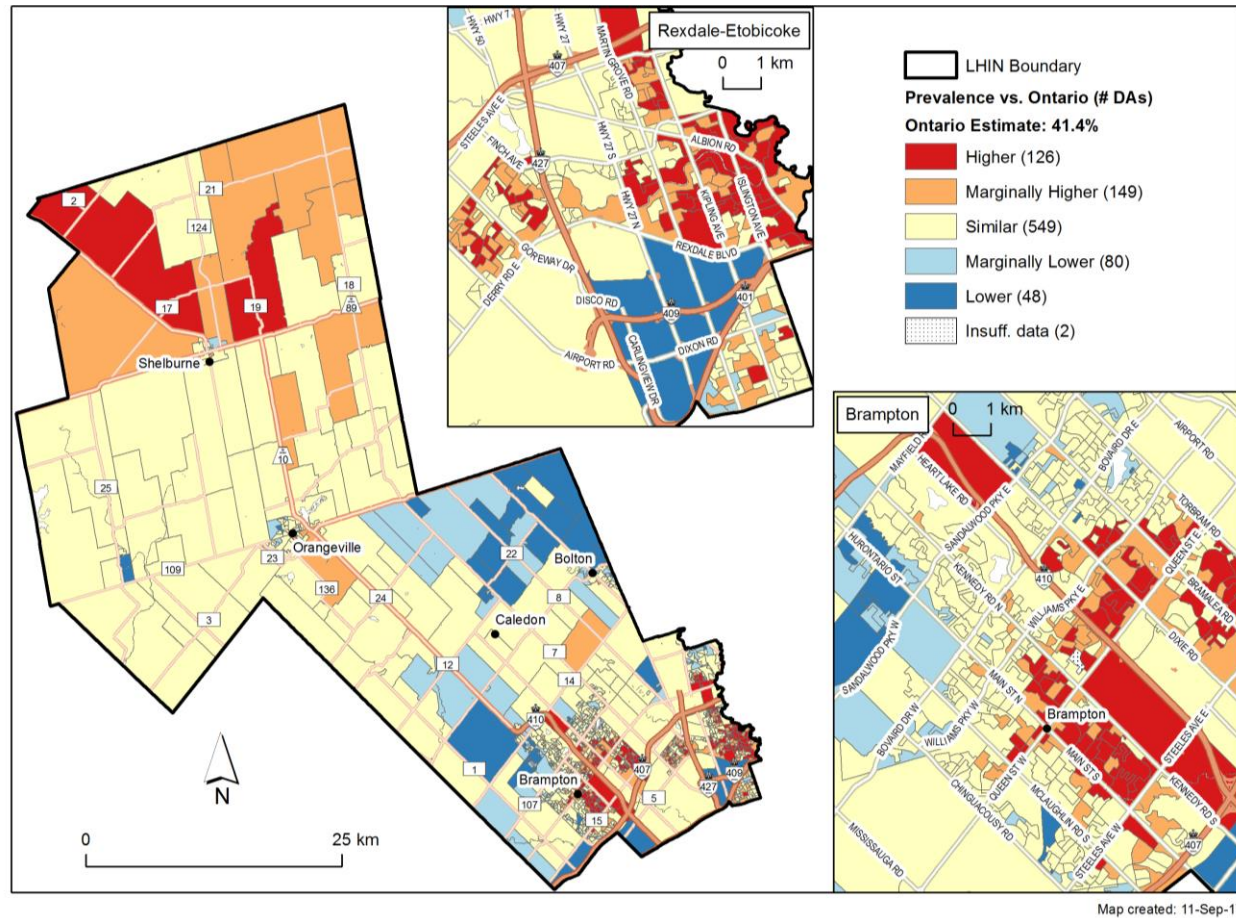 Rexdale-Etobicoke
0 1 km
HWY 7
HWY 50
HWY 27
MARTIN GROVE RD
407
STEELES AVE E
FINCH AVE
427
HWY 27 S
ALBION RD
KIPLING AVE
ISLINGTON AVE
HWY 27 N
REXDALE BLVD
GOREWAY DR
DERRY RD E
DISCO RD
409
401
AIRPORT RD
DIXON RD
CARLINGVIEW DR
LHIN Boundary
Prevalence vs. Ontario (# DAs)
Ontario Estimate: 41.4%
Higher (126)
Marginally Higher (149)
Similar (549)
Marginally Lower (80)
Lower (48)
Insuff. data (2)
2
21
124
17
19
18
89
Shelburne
10
25
Orangeville
23
109
136
24
3
22
Bolton
8
Caledon
12
7
14
410
1
Brampton
107
407
427
409
5
15
N
0 25 km
Brampton
0 1 km
MAYFIELD R
HEART LAKE RD
BOVAIRD DR E
AIRPORT RD
SANDALWOOD PKY E
TORBRAM RD
HURONTARIO ST
KENNEDY RD N
410
QUEEN ST E
WILLIAMS PKY E
BRAMALEA RD
DIXIE RD
SANDALWOOD PKY W
MAIN ST N
BOVAIRD DR W
WILLIAMS PKY W
Brampton
STEELES AVE E
QUEEN ST W
MAIN ST S
CHINGUACOUSY RD
MCLAUGHLIN RD S
KENNEDY RD S
MISSISSAUGA RD
STEELES AVE W
407
Map created: 11-Sep-1